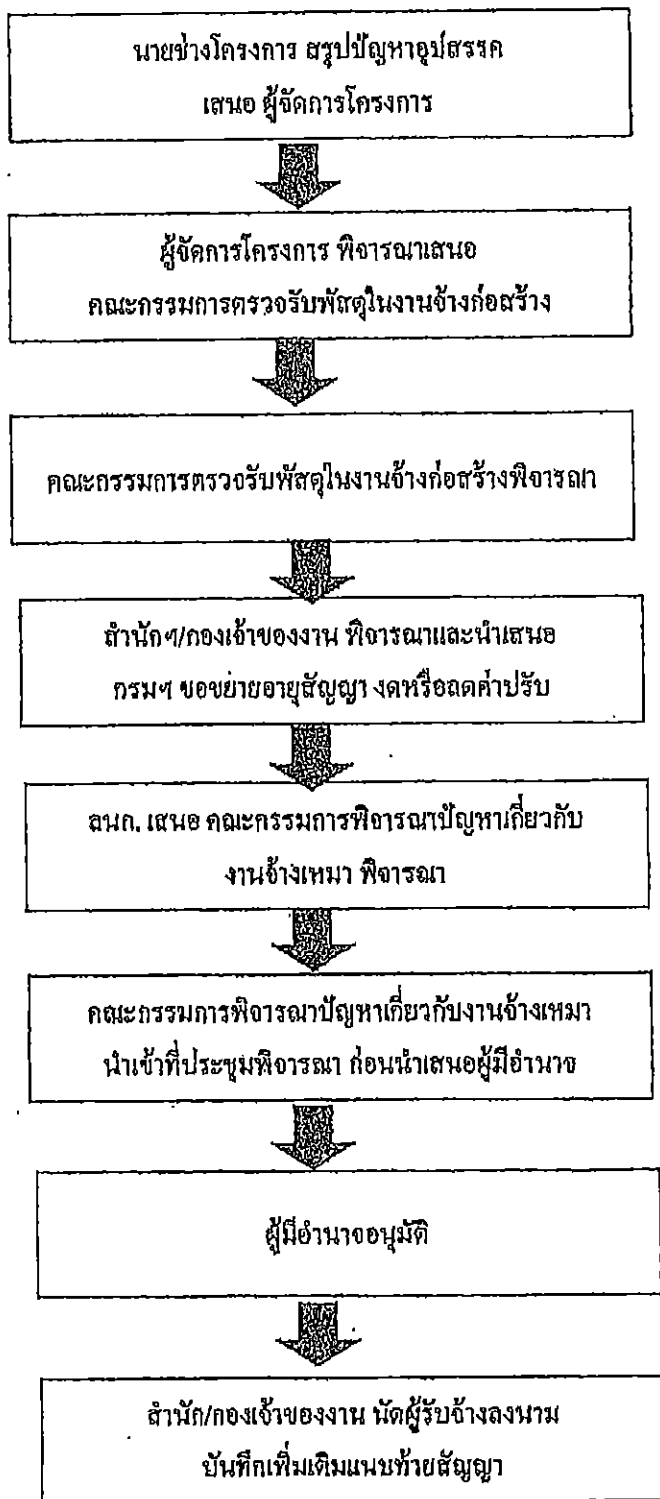 นายช่างโครงการ สรุปปัญหาอุปสรรค
เสนอ ผู้จัดการโครงการ
ผู้จัดการโครงการ พิจารณาเสนอ
คณะกรรมการตรวจรับพัสดุในงานจ้างก่อสร้าง
คณะกรรมการตรวจรับพัสดุในงานจ้างก่อสร้างพิจารณา
สำนักฯ/กองเจ้าของงาน พิจารณาและนำเสนอ
กรมฯ ขอขยายอายุสัญญา งดหรือลดค่าปรับ
ลนก. เสนอ คณะกรรมการพิจารณาปัญหาเกี่ยวกับ
งานจ้างเหมา พิจารณา
คณะกรรมการพิจารณาปัญหาเกี่ยวกับงานจ้างเหมา
นำเข้าที่ประชุมพิจารณา ก่อนนำเสนอผู้มีอำนาจ
ผู้มีอำนาจอนุมัติ
สำนัก/กองเจ้าของงาน นัดผู้รับจ้างลงนาม
บันทึกเพิ่มเติมแนบท้ายสัญญา